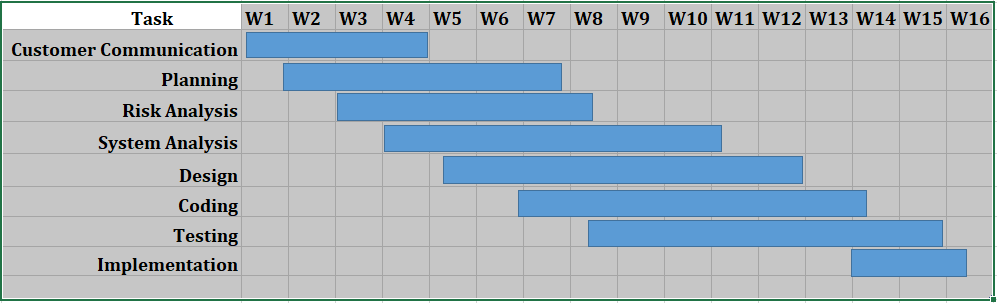 Task W1 W2 W3 W4 W5 W6 W7 W8 W9 W10 W11 W12 W13 W14 W15 W16
Customer Communication
Planning
Risk Analysis
System Analysis
Design
Coding
Testing
Implementation